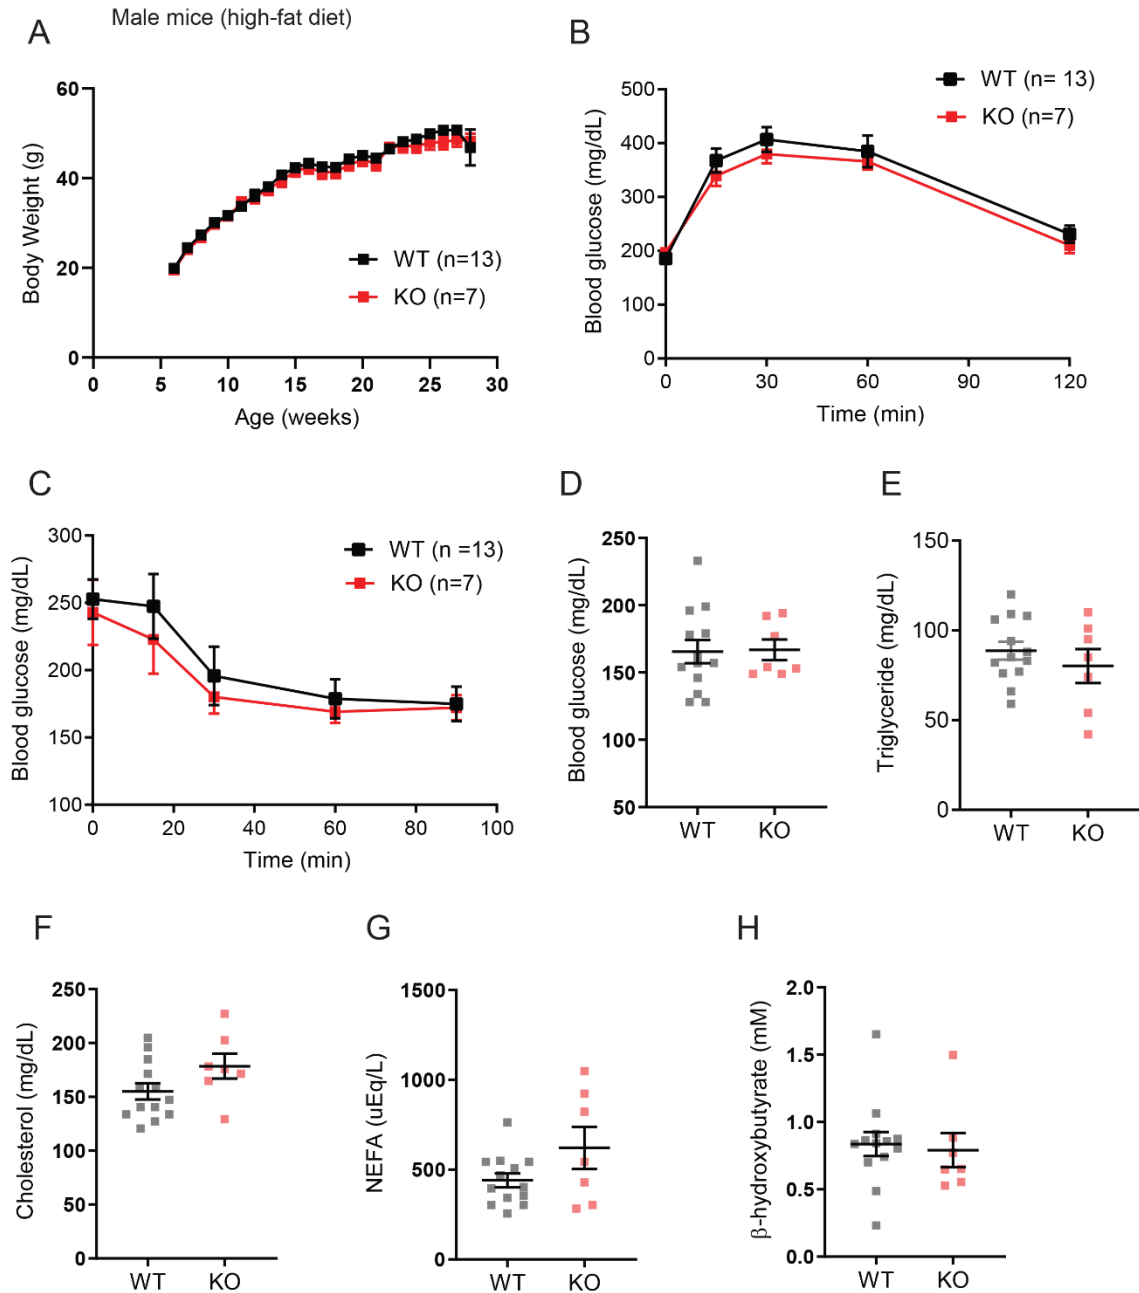 Male mice (high-fat diet)
A
Body Weight (g)
60
40
20
0
0
5
10
15
20
25
30
Age (weeks)
WT (n=13)
KO (n=7)
B
WT (n= 13)
KO (n=7)
Blood glucose (mg/dL)
500
400
300
200
100
0
0
30
60
90
120
Time (min)
C
Blood glucose (mg/dL)
300
250
200
150
100
0
20
40
60
80
100
Time (min)
WT (n =13)
KO (n=7)
D
Blood glucose (mg/dL)
250
200
150
100
50
WT
KO
E
Triglyceride (mg/dL)
150
100
50
0
WT
KO
F
Cholesterol (mg/dL)
250
200
150
100
50
0
WT
KO
G
NEFA (uEq/L)
1500
1000
500
0
WT
KO
H
β-hydroxybutyrate (mM)
2.0
1.5
1.0
0.5
0.0
WT
KO